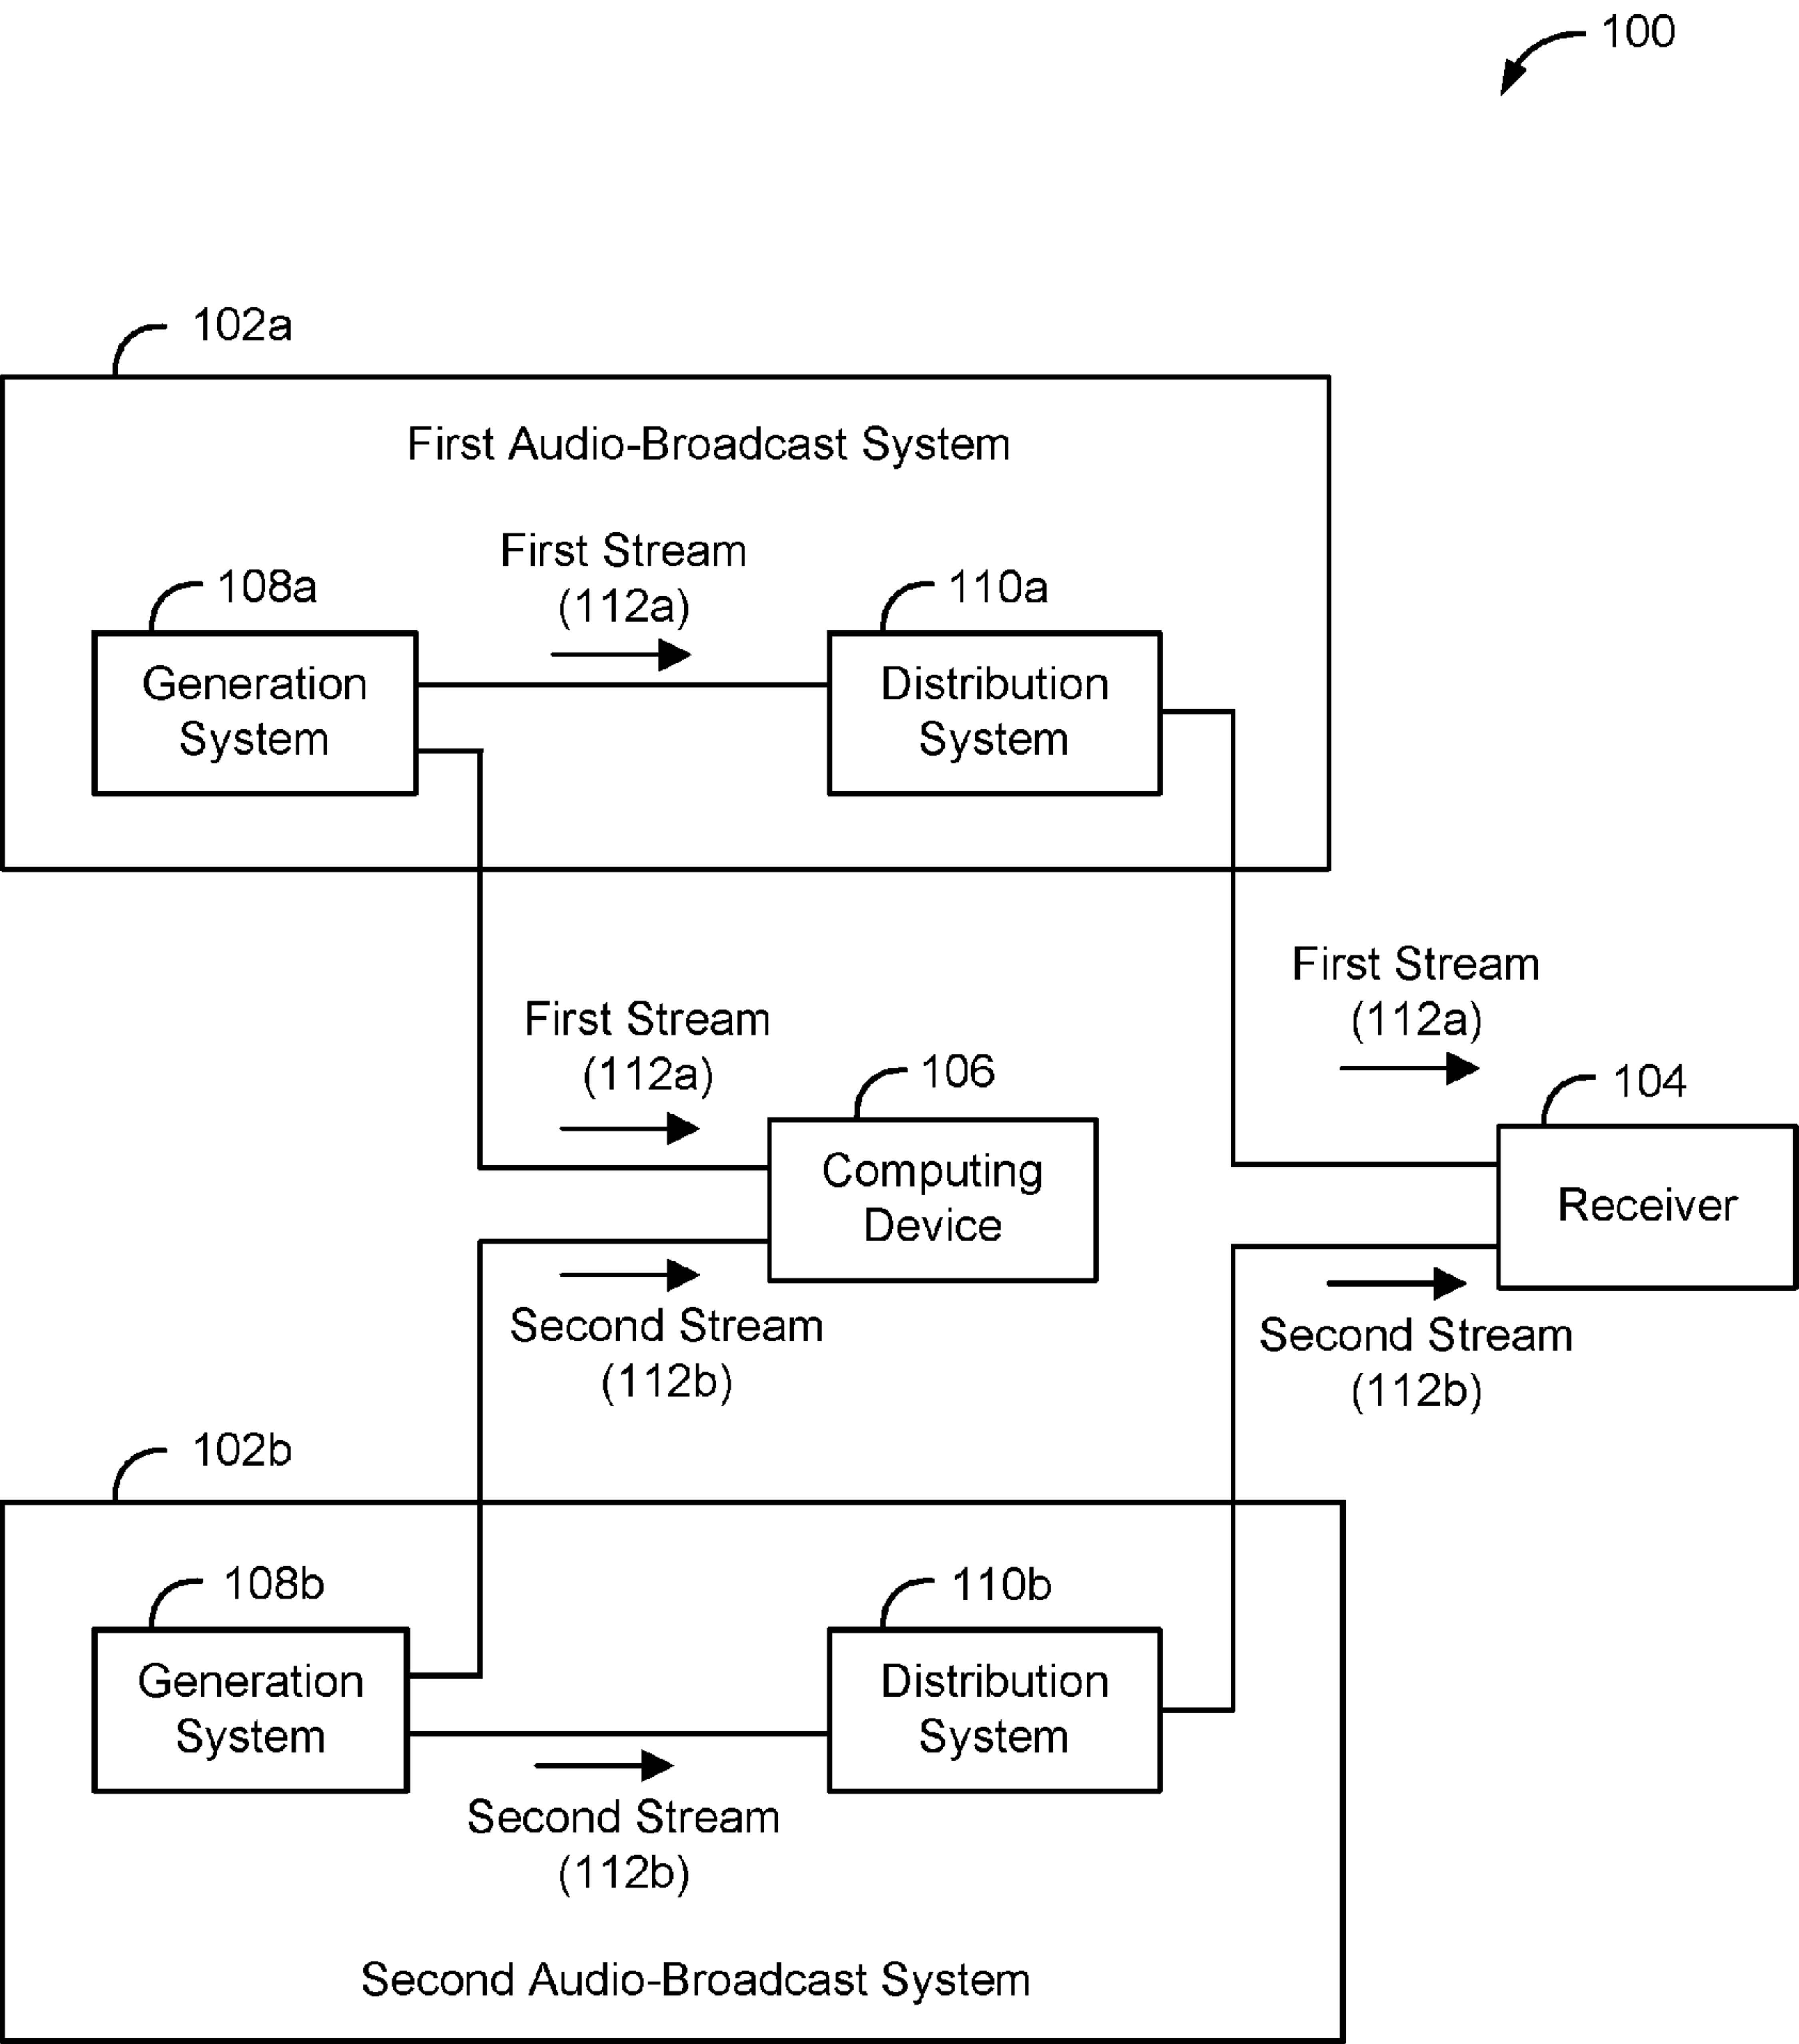 100
102a
First Audio-Broadcast System
First Stream
(112a)
108a
110a
Generation
System
Distribution
System
First Stream
(112a)
First Stream
(112a)
106
104
Computing
Device
Receiver
Second Stream
(112b)
Second Stream
(112b)
102b
108b
110b
Generation
System
Distribution
System
Second Stream
(112b)
Second Audio-Broadcast System